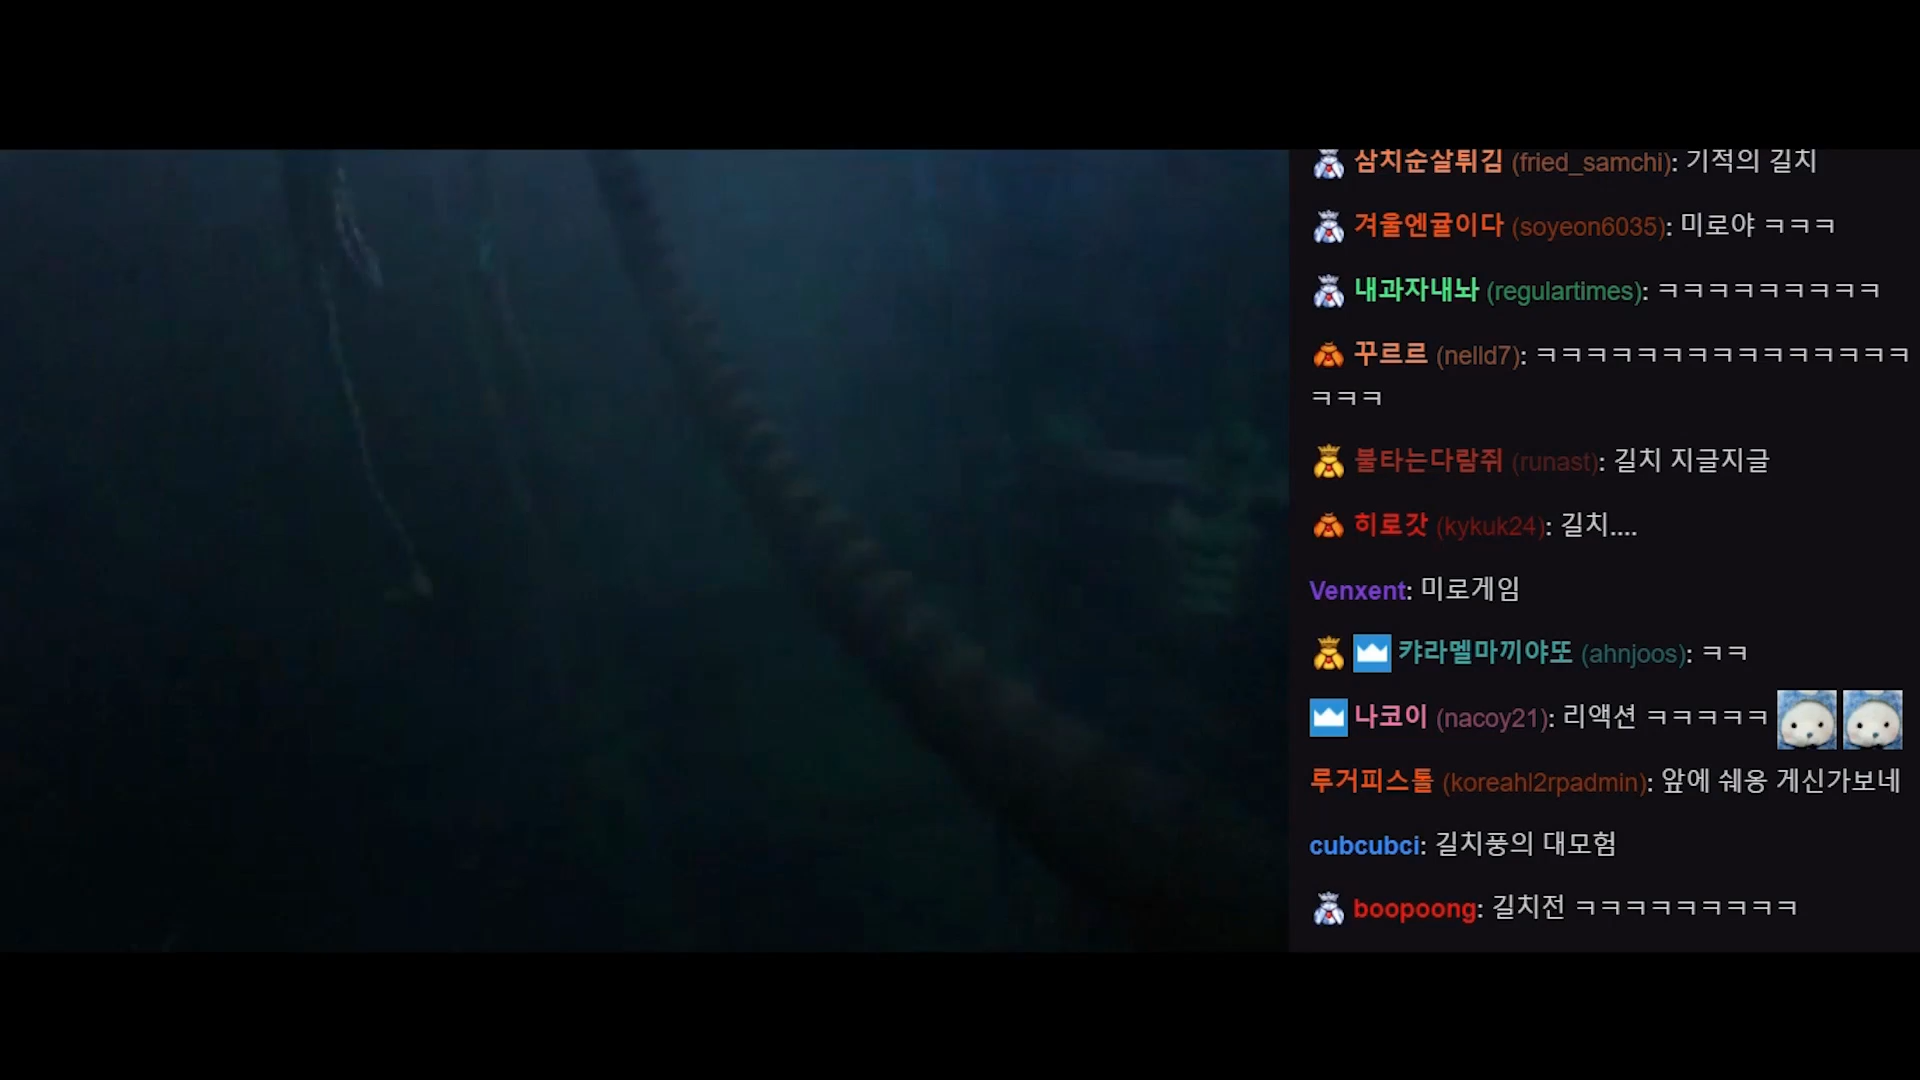 삼치순살튀김 (fried_samchi): 기적의 길치
겨울엔귤이다 (soyeon6035): 미로야 ㅋㅋㅋ
내과자내놔 (regulartimes): ㅋㅋㅋㅋㅋㅋㅋㅋㅋ
꾸르르 (nelld7): ㅋㅋㅋㅋㅋㅋㅋㅋㅋㅋㅋㅋㅋㅋㅋ
ㅋㅋㅋ
불타는다람쥐 (runast): 길치 지글지글
히로갓 (kykuk24): 길치....
Venxent: 미로게임
캬라멜마끼야또 (ahnjoos): ㅋㅋ
나코이 (nacoy21): 리액션 ㅋㅋㅋㅋㅋ
루거피스톨 (koreahl2rpadmin): 앞에 쉐옹 게신가보네
cubcubci: 길치풍의 대모험
boopoong: 길치전 ㅋㅋㅋㅋㅋㅋㅋㅋㅋ